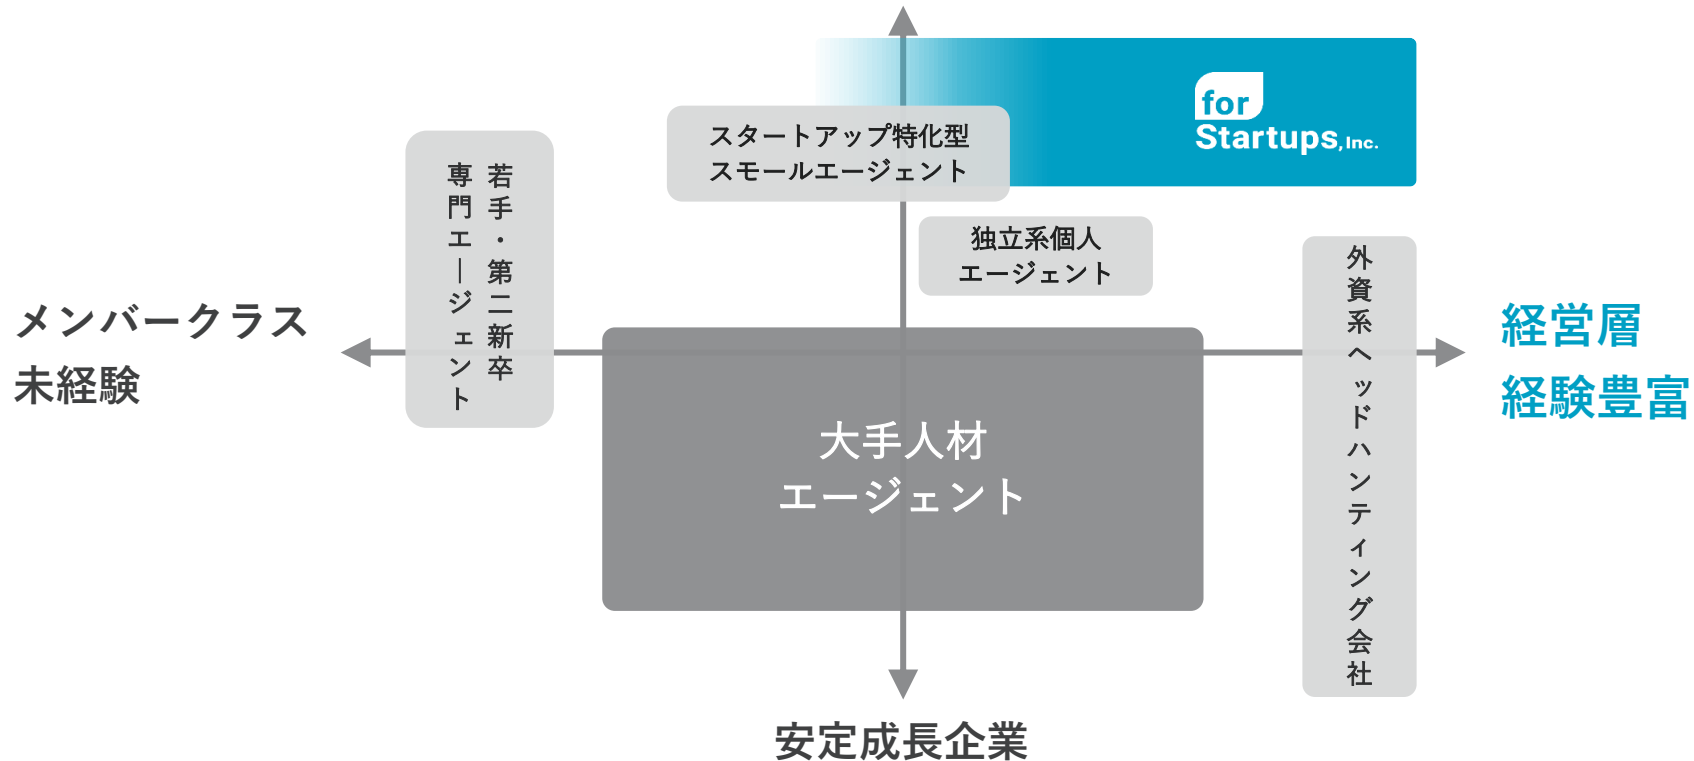 for
Startups, Inc.
スタートアップ特化型
スモールエージェント
若手・第二新卒
専門エージェント
独立系個人
エージェント
外資系ヘッドハンティング会社
メンバークラス
未経験
経営層
経験豊富
大手人材
エージェント
安定成長企業